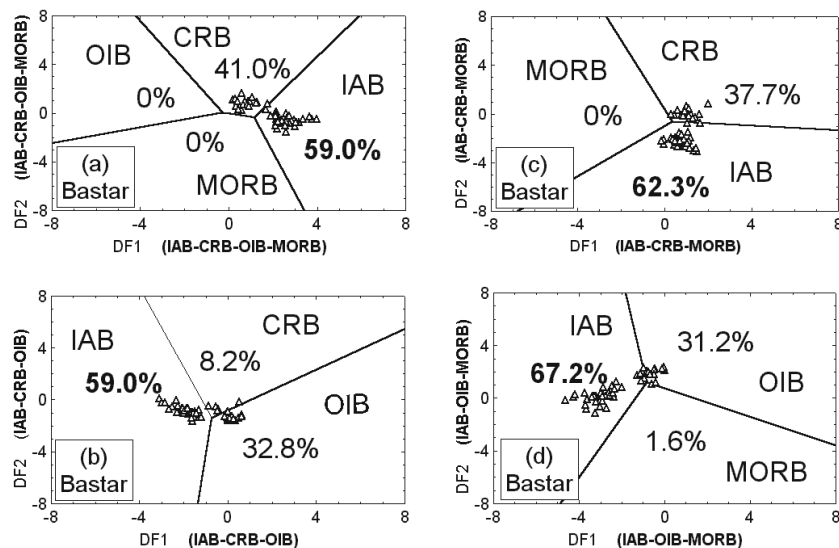 8
4
0
-4
-8
DF2 (IAB-CRB-OIB-MORB)
OIB
CRB
IAB
41.0%
0%
0%
59.0%
MORB
(a)
Bastar
-8 -4 0 4 8
DF1 (IAB-CRB-OIB-MORB)
8
4
0
-4
-8
DF2 (IAB-CRB-OIB)
IAB
CRB
59.0%
8.2%
OIB
32.8%
(b)
Bastar
-8 -4 0 4 8
DF1 (IAB-CRB-OIB)
8
4
0
-4
-8
DF2 (IAB-CRB-MORB)
CRB
MORB
37.7%
0%
IAB
62.3%
(c)
Bastar
-8 -4 0 4 8
DF1 (IAB-CRB-MORB)
8
4
0
-4
-8
DF2 (IAB-OIB-MORB)
IAB
31.2%
67.2%
OIB
1.6%
MORB
(d)
Bastar
-8 -4 0 4 8
DF1 (IAB-OIB-MORB)